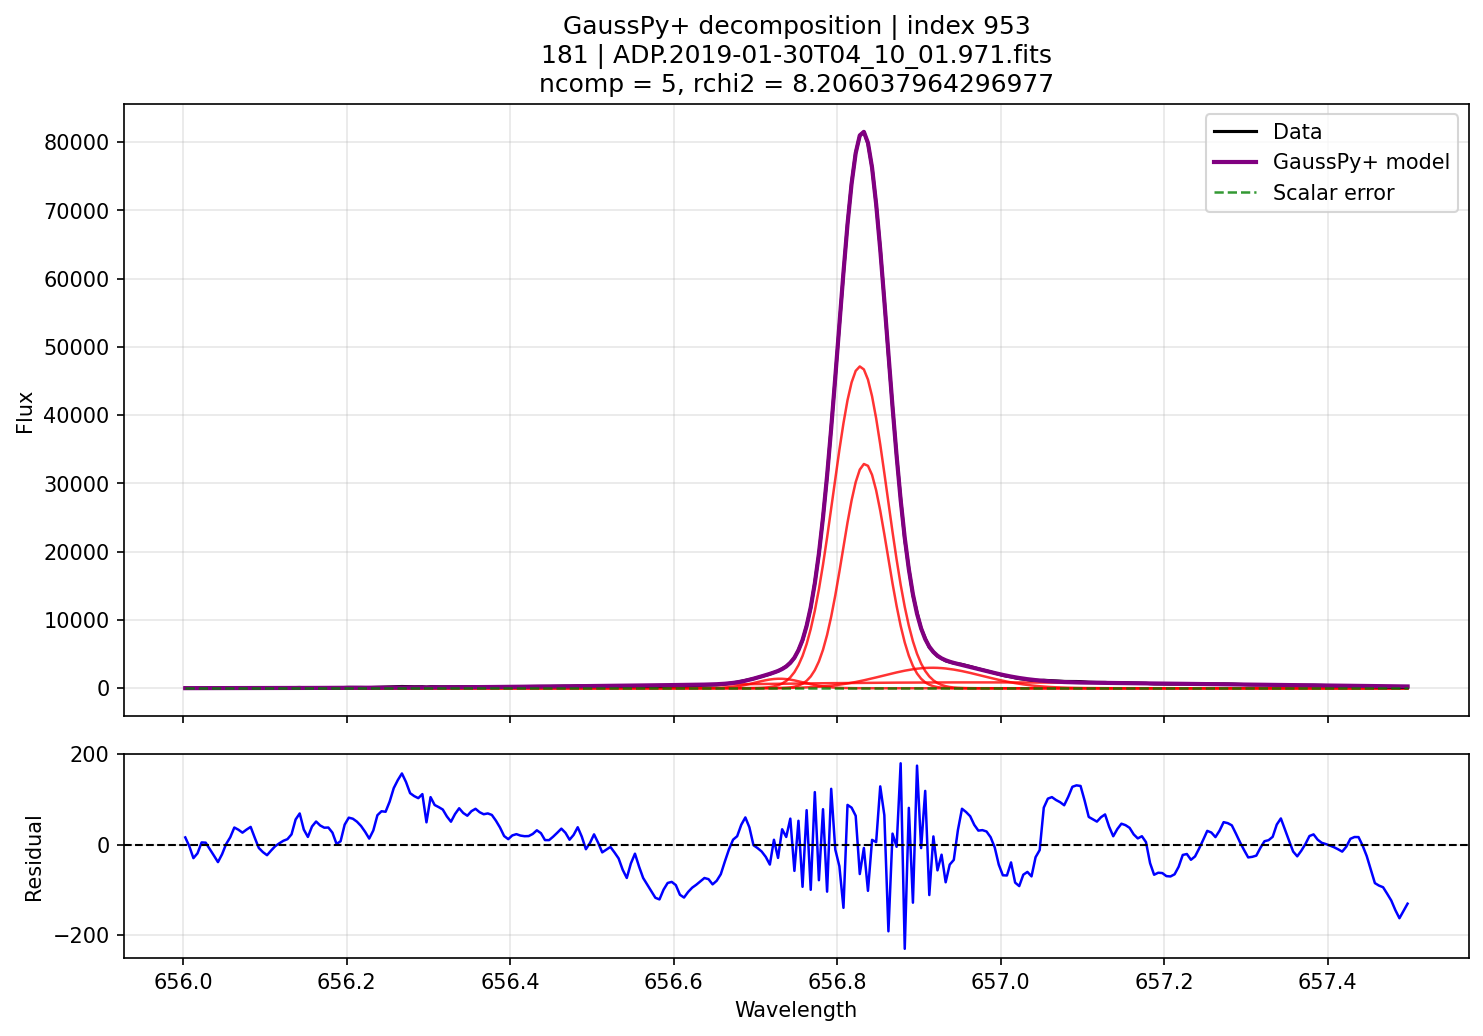 GaussPy+ decomposition | index 953
181 | ADP.2019-01-30T04_10_01.971.fits
ncomp = 5, rchi2 = 8.206037964296977
Data
GaussPy+ model
Scalar error
80000
70000
60000
50000
40000
30000
20000
10000
0
Flux
200
0
−200
Residual
656.0
656.2
656.4
656.6
656.8
657.0
657.2
657.4
Wavelength